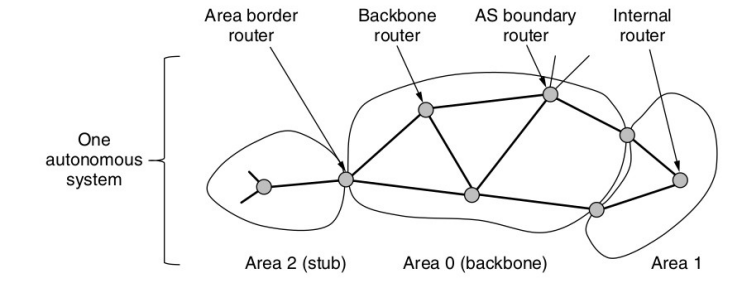 Area border
router
Backbone
router
AS boundary
router
Internal
router
One
autonomous
system
Area 2 (stub)
Area 0 (backbone)
Area 1